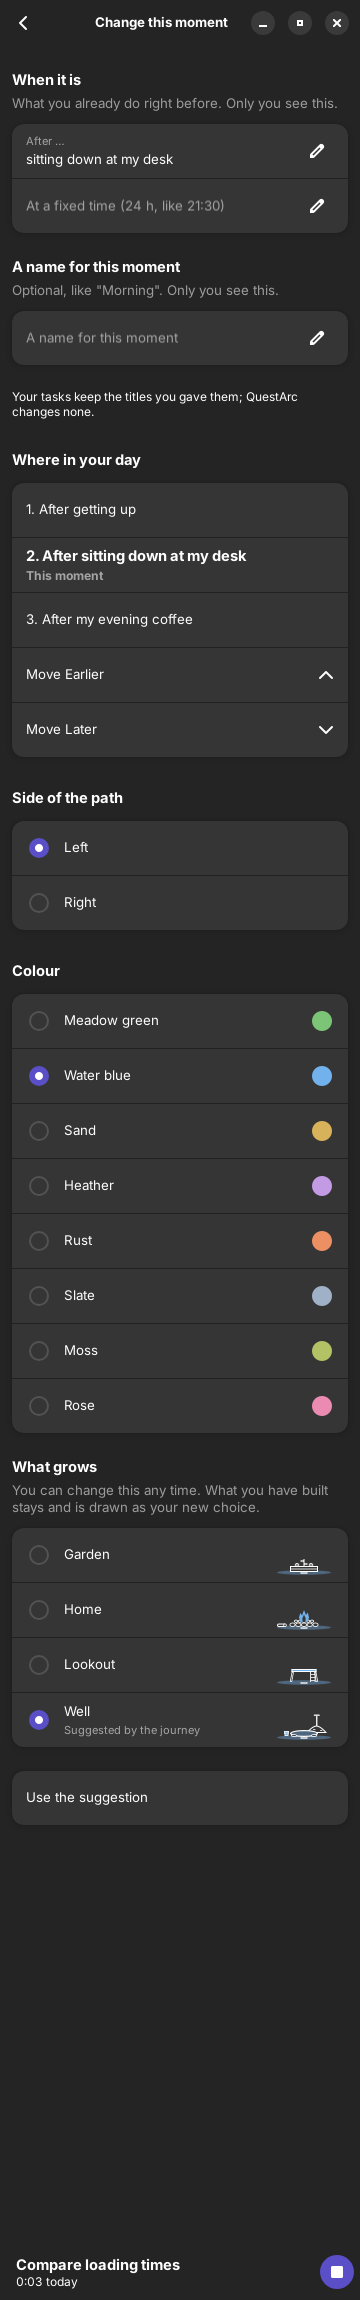 Change this moment
When it is
What you already do right before. Only you see this.
After …
sitting down at my desk
At a fixed time (24 h, like 21:30)
A name for this moment
Optional, like "Morning". Only you see this.
A name for this moment
Your tasks keep the titles you gave them; QuestArc
changes none.
Where in your day
1. After getting up
2. After sitting down at my desk
This moment
3. After my evening coffee
Move Earlier
Move Later
Side of the path
Left
Right
Colour
Meadow green
Water blue
Sand
Heather
Rust
Slate
Moss
Rose
What grows
You can change this any time. What you have built
stays and is drawn as your new choice.
Garden
Home
Lookout
Well
Suggested by the journey
Use the suggestion
Compare loading times
0:03 today